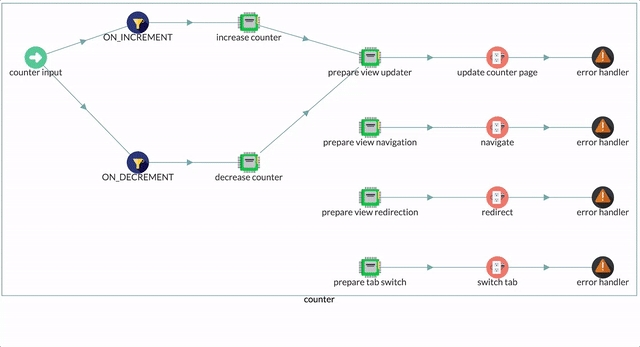 ON_INCREMENT
increase counter
counter input
prepare view updater
update counter page
error handler
prepare view navigation
navigate
error handler
ON_DECREMENT
decrease counter
prepare view redirection
redirect
error handler
prepare tab switch
switch tab
error handler
counter